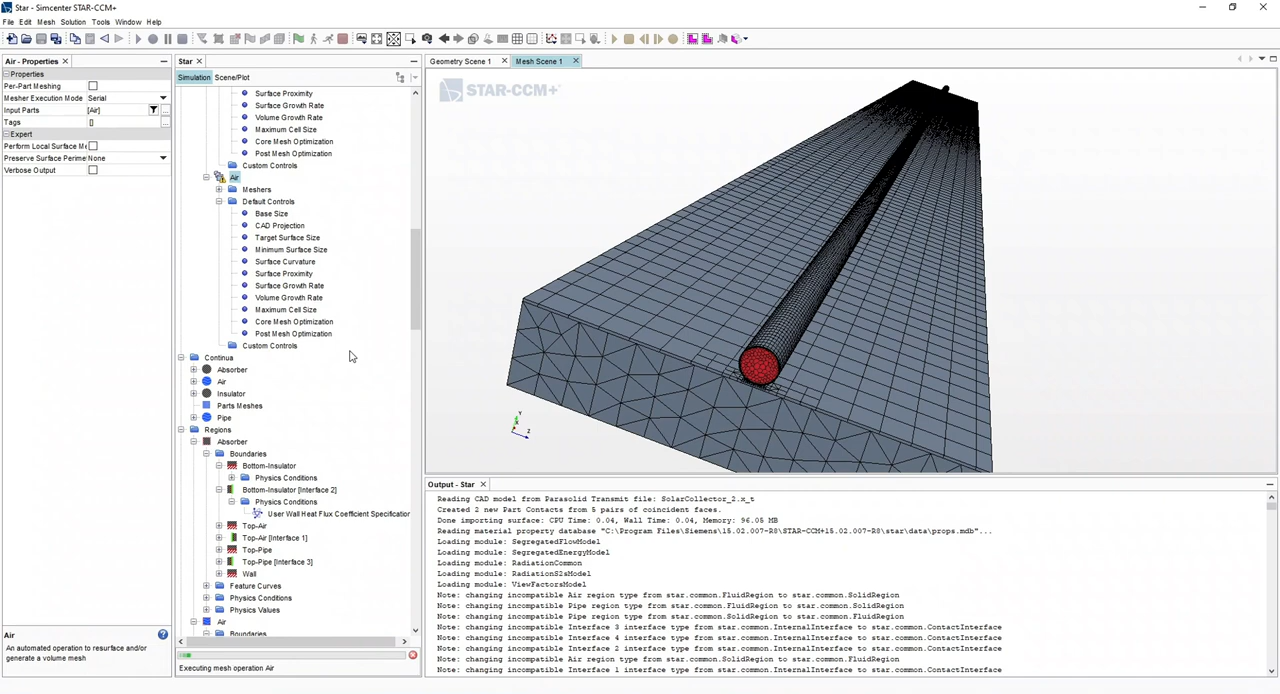 Star - Simcenter STAR-CCM+
File Edit Mesh Solution Tools Window Help
Air - Properties
Properties
Per-Part Meshing
Mesher Execution Mode Serial
Input Parts [Air]
Tags []
Expert
Perform Local Surface Me
Preserve Surface Perime None
Verbose Output
Air
An automated operation to resurface and/or
generate a volume mesh
Star
Simulation Scene/Plot
Surface Proximity
Surface Growth Rate
Volume Growth Rate
Maximum Cell Size
Core Mesh Optimization
Post Mesh Optimization
Custom Controls
Air
Meshers
Default Controls
Base Size
CAD Projection
Target Surface Size
Minimum Surface Size
Surface Curvature
Surface Proximity
Surface Growth Rate
Volume Growth Rate
Maximum Cell Size
Core Mesh Optimization
Post Mesh Optimization
Custom Controls
Continua
Absorber
Air
Insulator
Parts Meshes
Pipe
Regions
Absorber
Boundaries
Bottom-Insulator
Physics Conditions
Bottom-Insulator [Interface 2]
Physics Conditions
User Wall Heat Flux Coefficient Specification
Top-Air
Top-Air [Interface 1]
Top-Pipe
Top-Pipe [Interface 3]
Wall
Feature Curves
Physics Conditions
Physics Values
Air
Boundaries
Executing mesh operation Air
Geometry Scene 1 Mesh Scene 1
STAR-CCM+
Y
X
Z
Output - Star
Reading CAD model from Parasolid Transmit file: SolarCollector_2.x_t
Created 2 new Part Contacts from 5 pairs of coincident faces.
Done importing surface: CPU Time: 0.04, Wall Time: 0.04, Memory: 96.05 MB
Reading material property database "C:\Program Files\Siemens\15.02.007-R8\STAR-CCM+15.02.007-R8\star\data\props.mdb"...
Loading module: SegregatedFlowModel
Loading module: SegregatedEnergyModel
Loading module: RadiationCommon
Loading module: RadiationS2sModel
Loading module: ViewFactorsModel
Note: changing incompatible Air region type from star.common.FluidRegion to star.common.SolidRegion
Note: changing incompatible Pipe region type from star.common.FluidRegion to star.common.SolidRegion
Note: changing incompatible Pipe region type from star.common.SolidRegion to star.common.FluidRegion
Note: changing incompatible Interface 3 interface type from star.common.InternalInterface to star.common.ContactInterface
Note: changing incompatible Interface 4 interface type from star.common.InternalInterface to star.common.ContactInterface
Note: changing incompatible Interface 2 interface type from star.common.InternalInterface to star.common.ContactInterface
Note: changing incompatible Air region type from star.common.SolidRegion to star.common.FluidRegion
Note: changing incompatible Interface 1 interface type from star.common.InternalInterface to star.common.ContactInterface